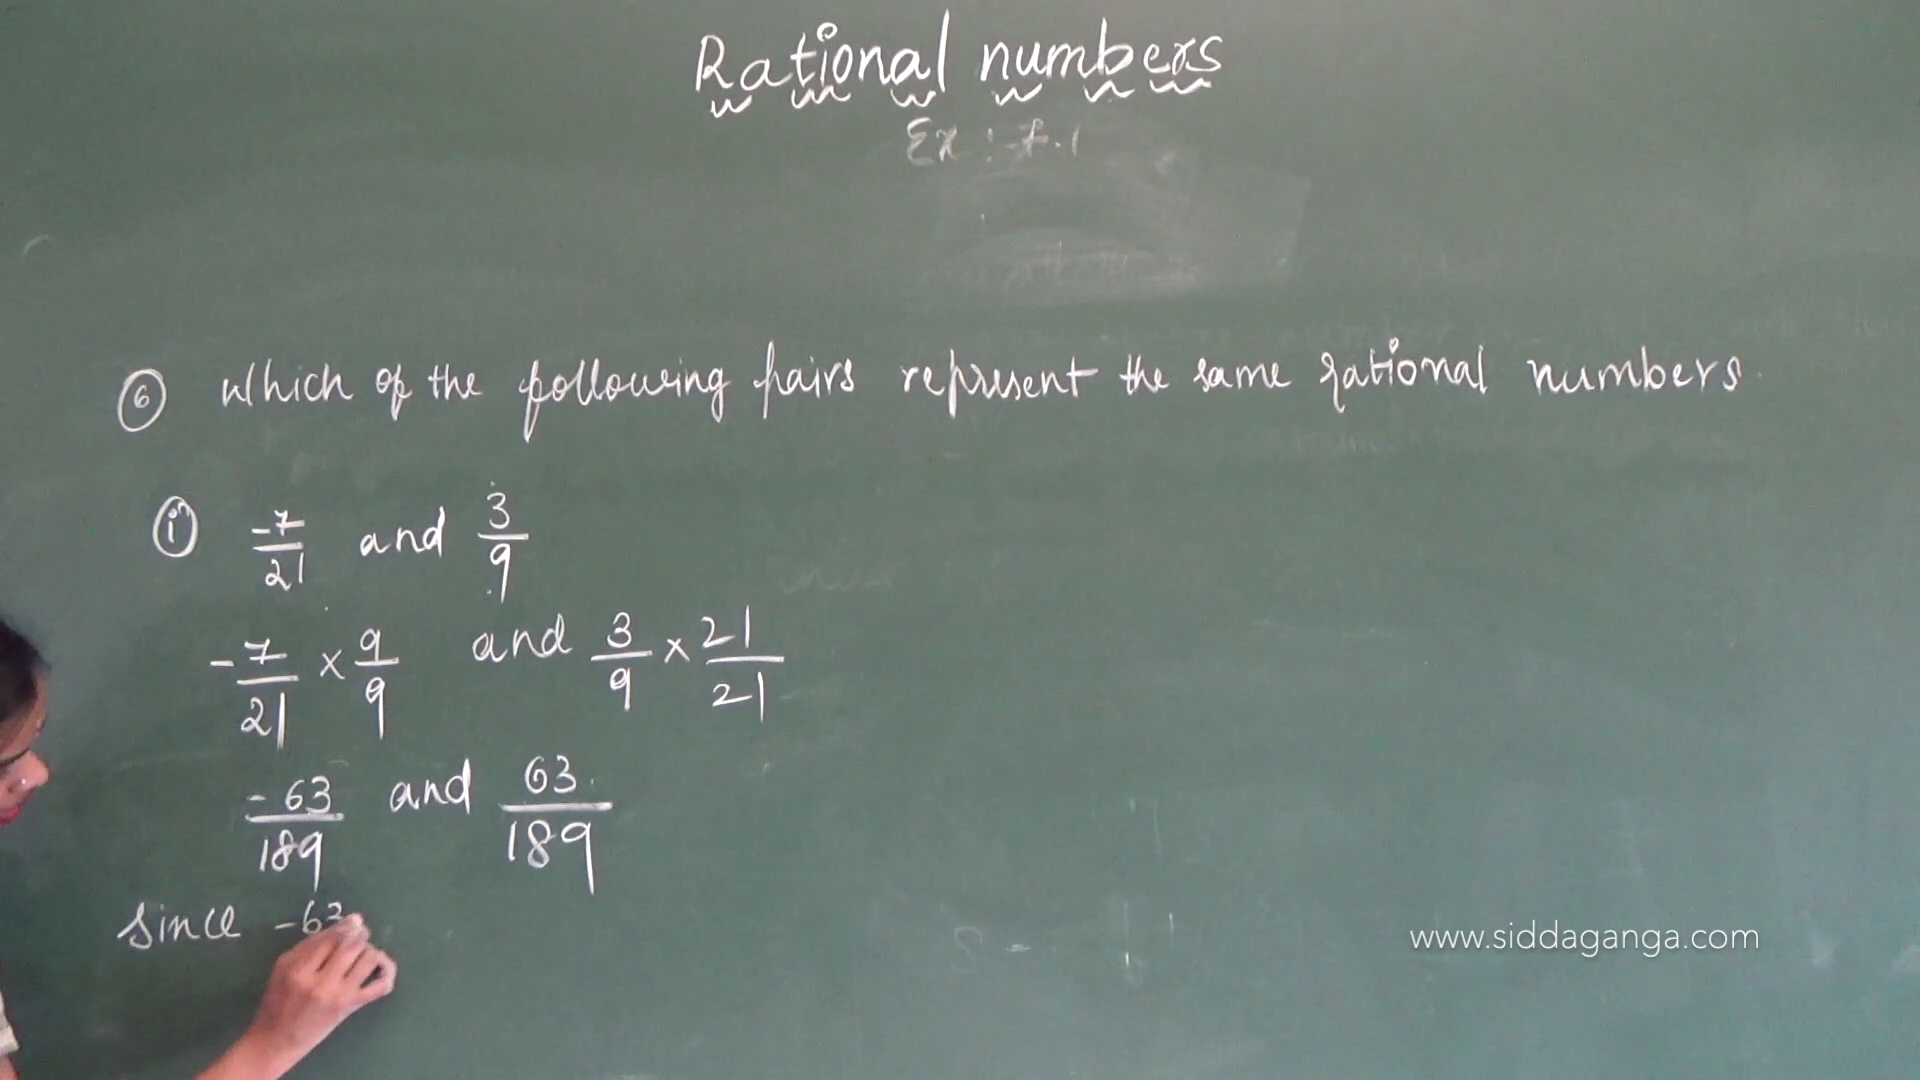 Rational numbers
Ex : 7.1
⑥ Which of the following pairs represent the same rational numbers.
ⓘ -7/21 and 3/9
-7/21 × 9/9 and 3/9 × 21/21
-63/189 and 63/189
Since -63
www.siddaganga.com